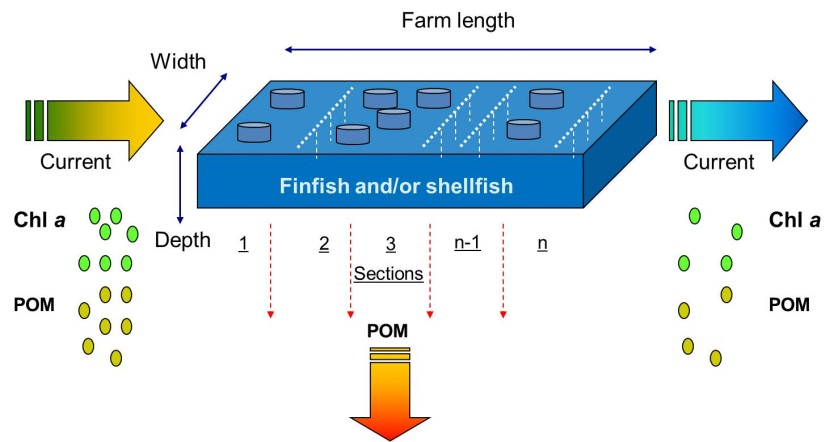 Farm length
Width
Current
Current
Finfish and/or shellfish
Chl a
Chl a
Depth
1
2
3
n-1
n
Sections
POM
POM
POM